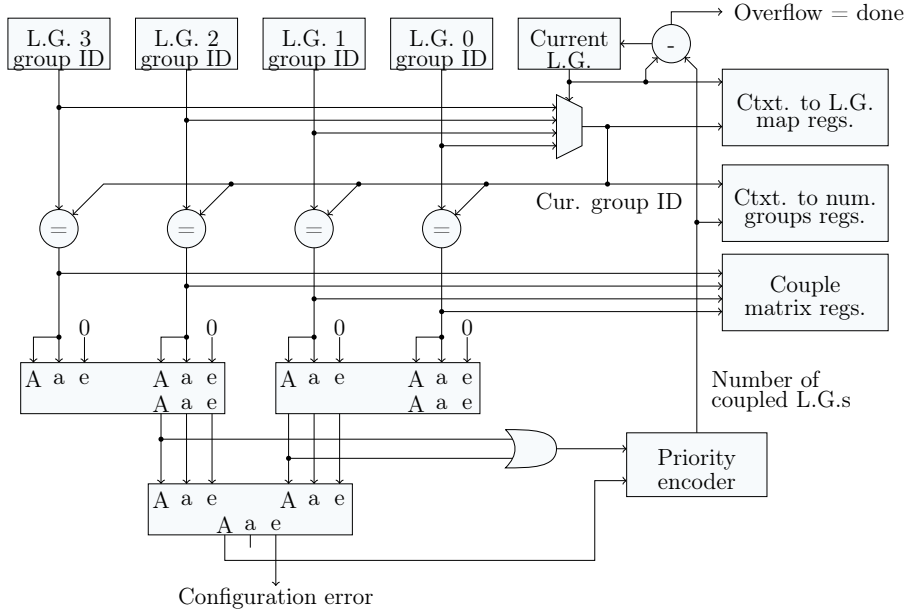 Overflow = done
L.G. 3
group ID
L.G. 2
group ID
L.G. 1
group ID
L.G. 0
group ID
Current
L.G.
-
Ctxt. to L.G.
map regs.
Cur. group ID
Ctxt. to num.
groups regs.
= = = =
Couple
matrix regs.
0 0 0 0
A a e A a e A a e A a e
A a e A a e
Number of
coupled L.G.s
Priority
encoder
A a e A a e
A a e
Configuration error